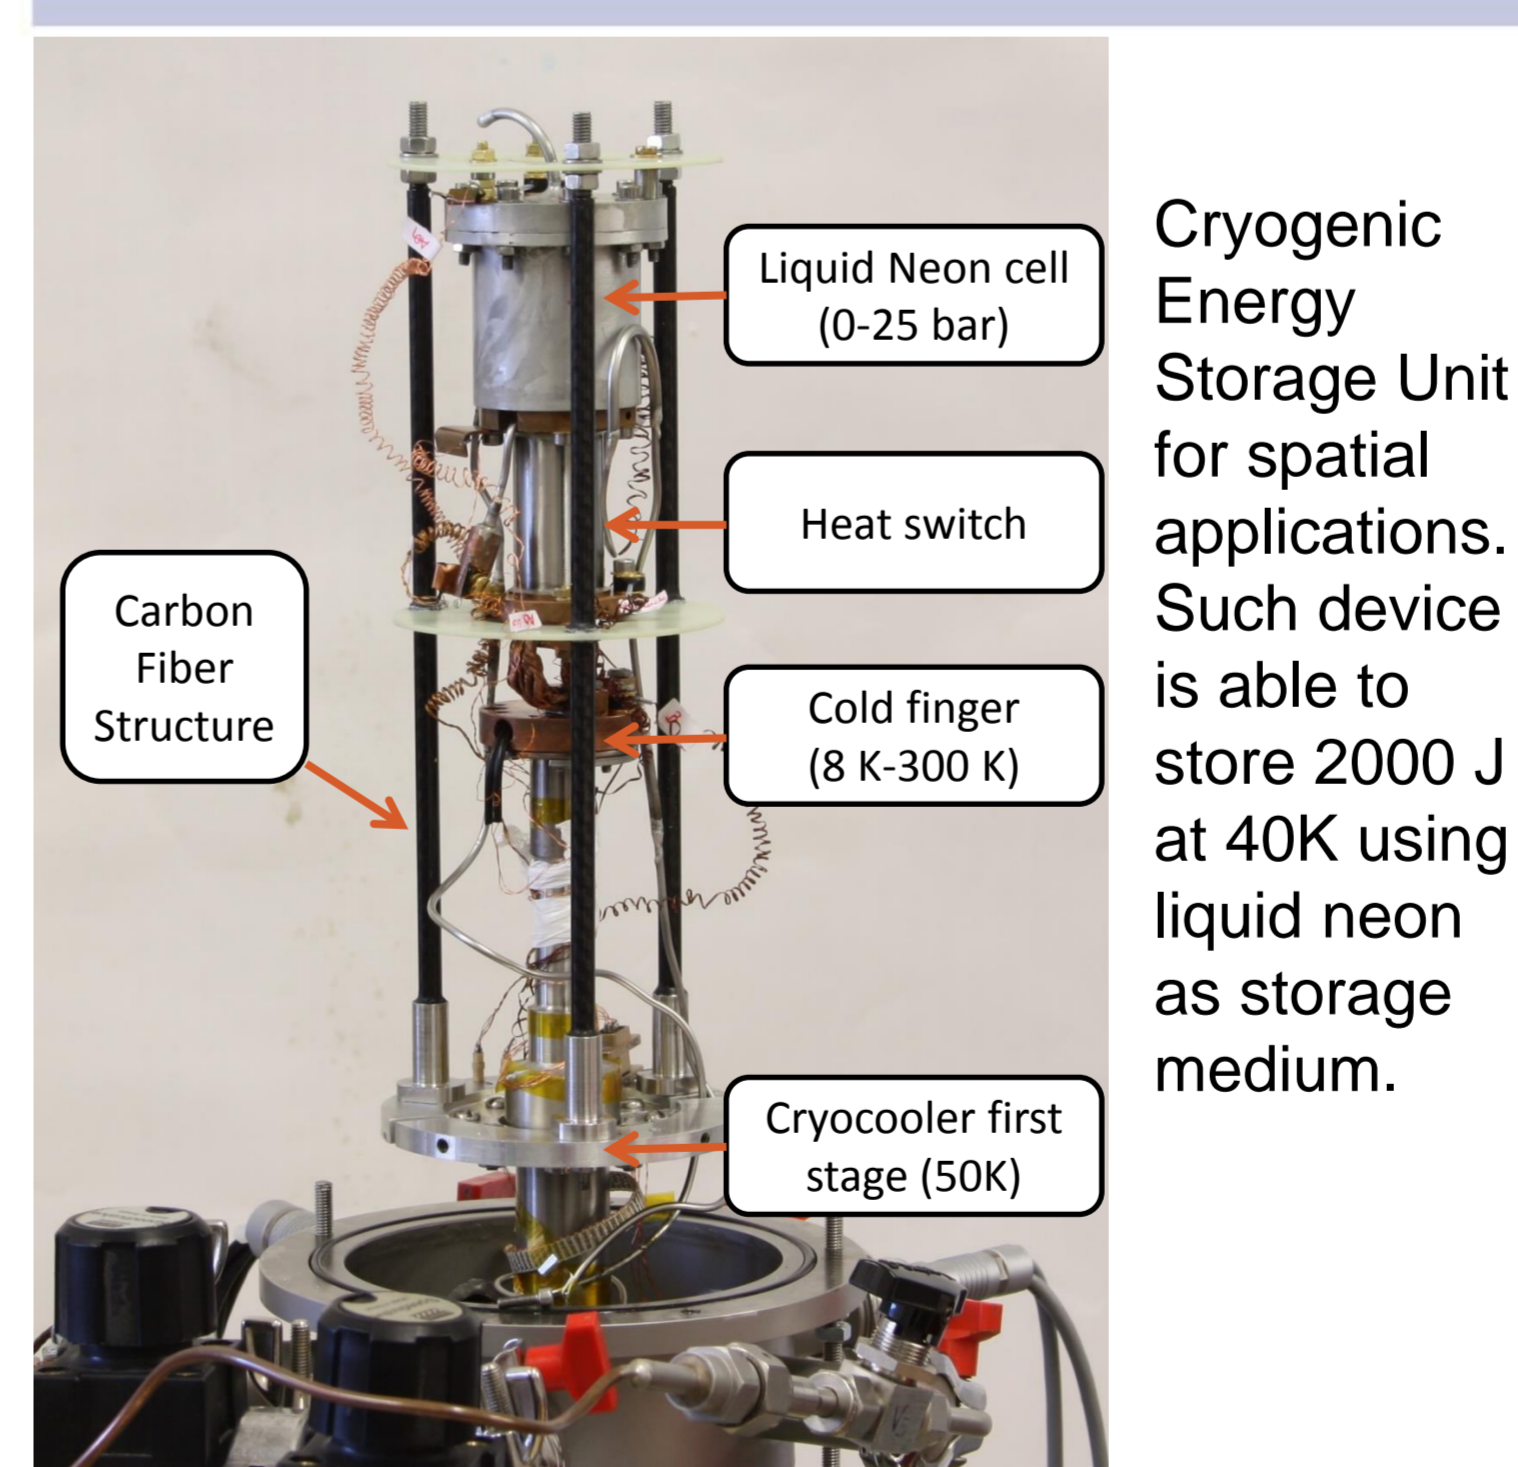 Liquid Neon cell
(0-25 bar)
Heat switch
Carbon
Fiber
Structure
Cold finger
(8 K-300 K)
Cryocooler first
stage (50K)
Cryogenic
Energy
Storage Unit
for spatial
applications.
Such device
is able to
store 2000 J
at 40K using
liquid neon
as storage
medium.